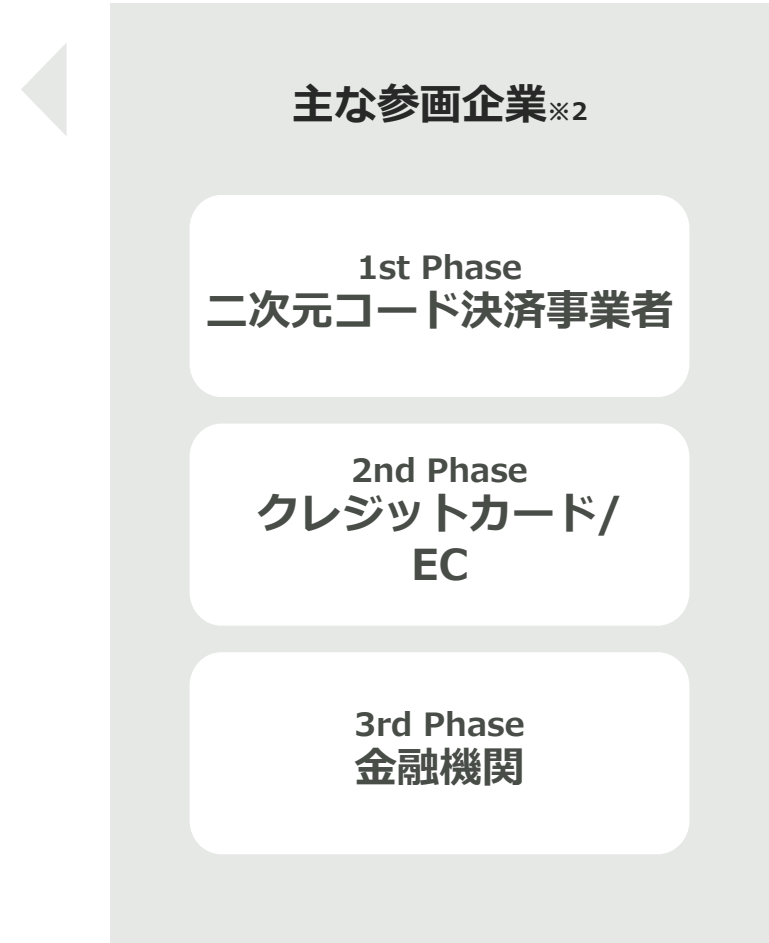 主な参画企業※2
1st Phase
二次元コード決済事業者
2nd Phase
クレジットカード/
EC
3rd Phase
金融機関